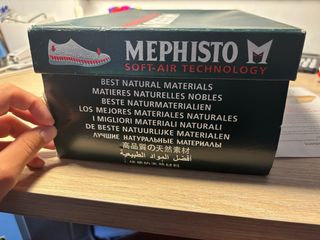 MEPHISTO M
SOFT-AIR TECHNOLOGY
BEST NATURAL MATERIALS
MATIERES NATURELLES NOBLES
BESTE NATURMATERIALIEN
LOS MEJORES MATERIALES NATURALES
I MIGLIORI MATERIALI NATURALI
DE BESTE NATUURLIJKE MATERIALEN
ЛУЧШИЕ НАТУРАЛЬНЫЕ МАТЕРИАЛЫ
高品質の天然素材
أفضل المواد الطبيعية